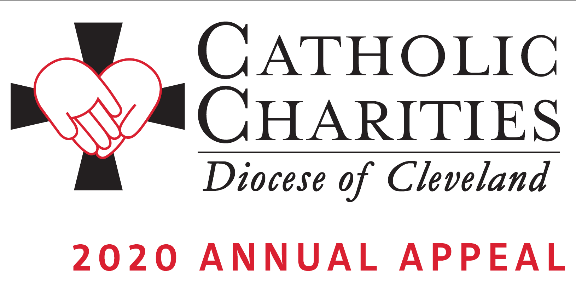 CATHOLIC
CHARITIES
Diocese of Cleveland
2020 ANNUAL APPEAL